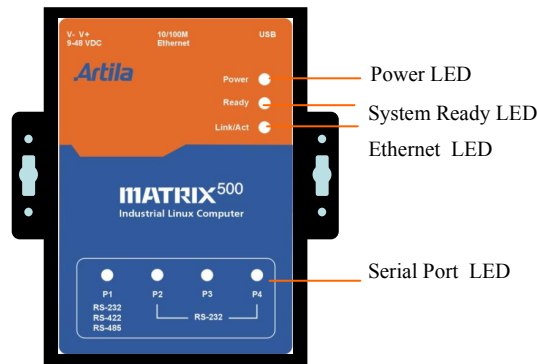 V- V+
9-48 VDC
10/100M
Ethernet
USB
Artila
Power
Ready
Link/Act
Power LED
System Ready LED
Ethernet LED
MATRIX500
Industrial Linux Computer
Serial Port LED
P1
P2
P3
P4
RS-232
RS-422
RS-485
RS-232